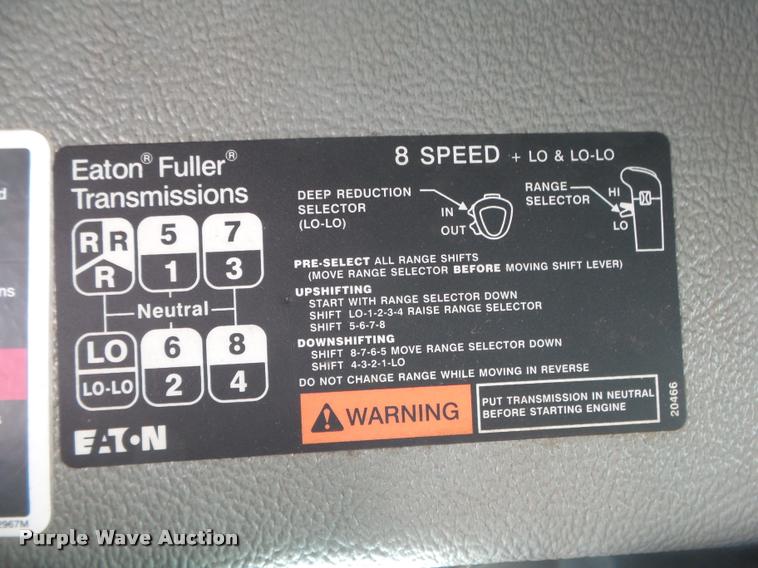 Eaton® Fuller®
Transmissions
8 SPEED + LO & LO-LO
R R
R
5
1
7
3
Neutral
LO
LO-LO
6
2
8
4
EATON
DEEP REDUCTION
SELECTOR
(LO-LO)
IN
OUT
RANGE
SELECTOR
HI
LO
PRE-SELECT ALL RANGE SHIFTS
(MOVE RANGE SELECTOR BEFORE MOVING SHIFT LEVER)
UPSHIFTING
START WITH RANGE SELECTOR DOWN
SHIFT LO-1-2-3-4 RAISE RANGE SELECTOR
SHIFT 5-6-7-8
DOWNSHIFTING
SHIFT 8-7-6-5 MOVE RANGE SELECTOR DOWN
SHIFT 4-3-2-1-LO
DO NOT CHANGE RANGE WHILE MOVING IN REVERSE
WARNING
PUT TRANSMISSION IN NEUTRAL
BEFORE STARTING ENGINE
20466
2967M
Purple Wave Auction